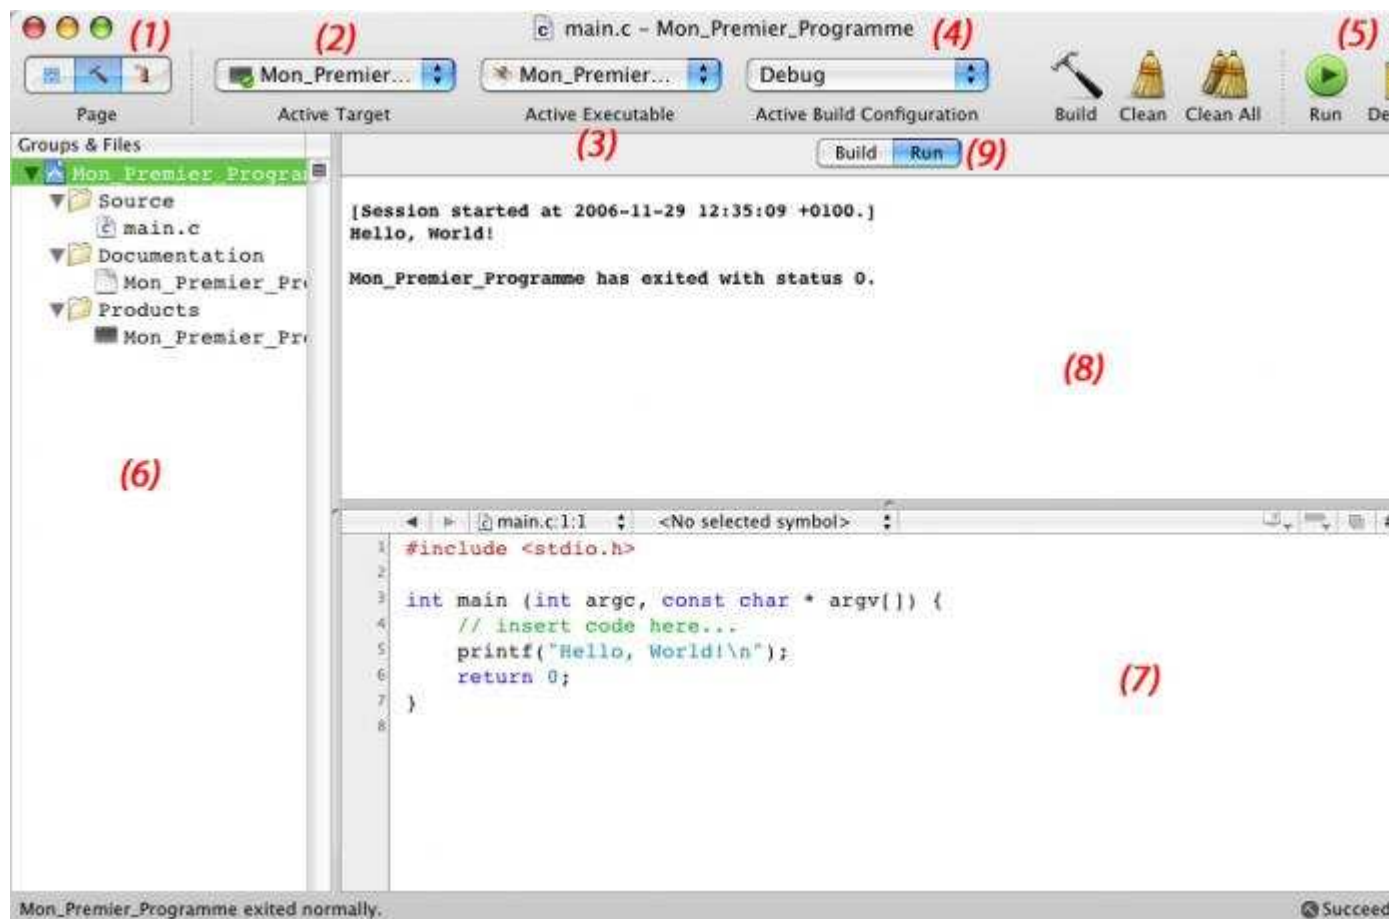 main.c – Mon_Premier_Programme
(1) (2) (4) (5)
Mon_Premier... Mon_Premier... Debug
Page Active Target Active Executable Active Build Configuration Build Clean Clean All Run
(3)
Groups & Files
Build Run (9)
Mon_Premier_Progra
Source
main.c
Documentation
Mon_Premier_Pr
Products
Mon_Premier_Pr
(6)
[Session started at 2006-11-29 12:35:09 +0100.]
Hello, World!
Mon_Premier_Programme has exited with status 0.
(8)
main.c:1:1 <No selected symbol>
1 #include <stdio.h>
2
3 int main (int argc, const char * argv[]) {
4 // insert code here...
5 printf("Hello, World!\n");
6 return 0;
7 }
8
(7)
Mon_Premier_Programme exited normally.
Succeed